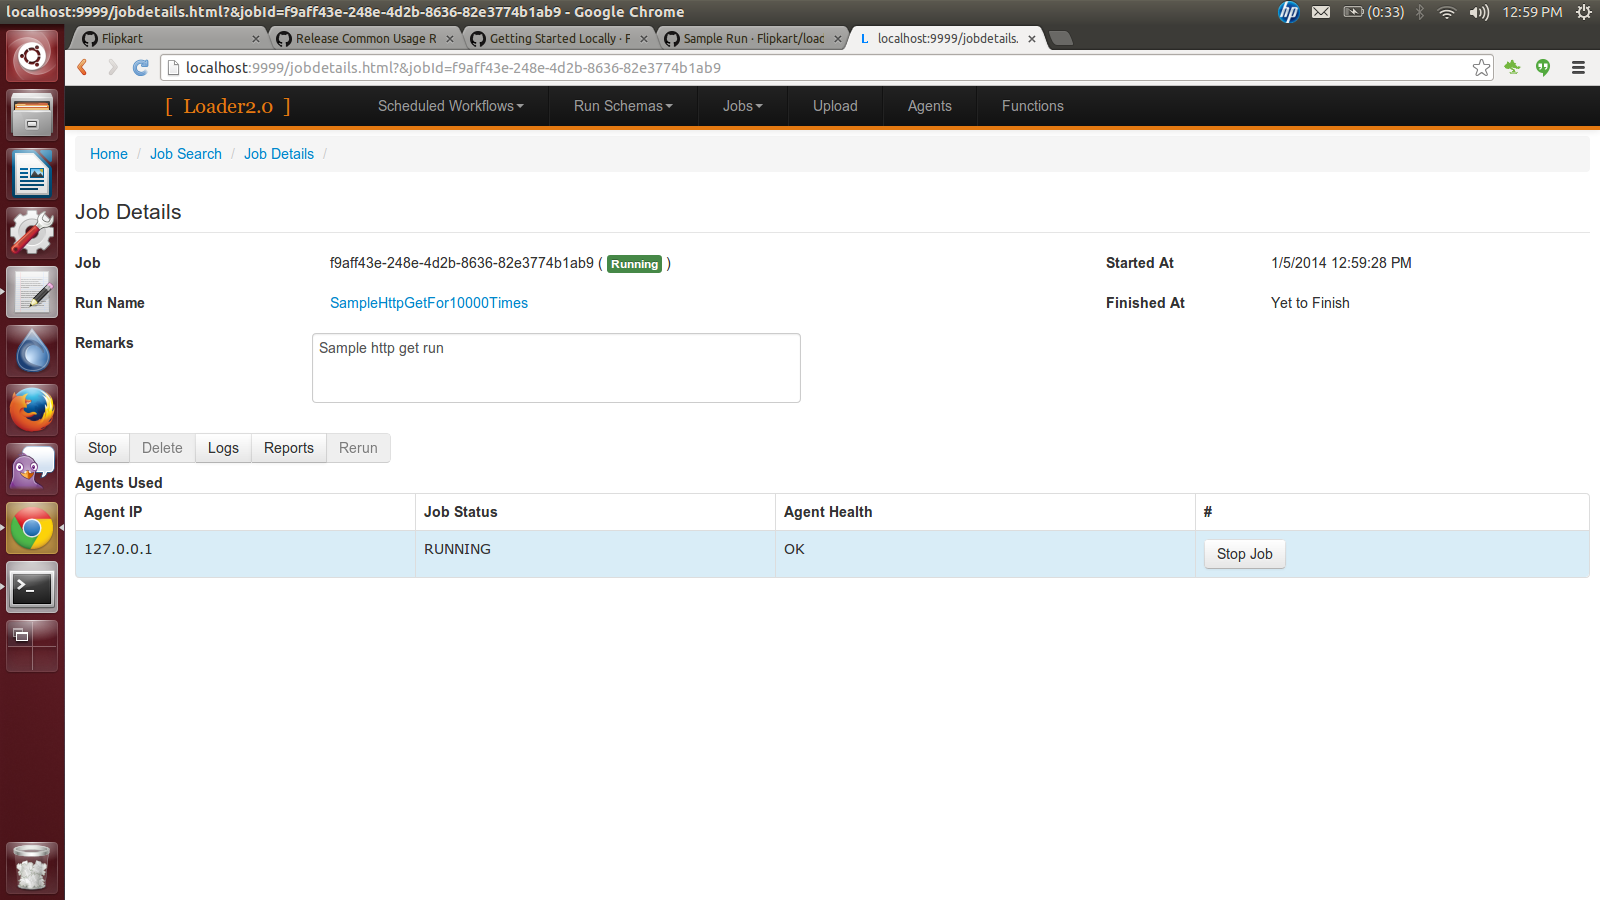 localhost:9999/jobdetails.html?&jobId=f9aff43e-248e-4d2b-8636-82e3774b1ab9 - Google Chrome
(0:33) 12:59 PM
Flipkart
Release Common Usage R
Getting Started Locally · F
Sample Run · Flipkart/loac
localhost:9999/jobdetails.
localhost:9999/jobdetails.html?&jobId=f9aff43e-248e-4d2b-8636-82e3774b1ab9
[ Loader2.0 ] Scheduled Workflows Run Schemas Jobs Upload Agents Functions
Home / Job Search / Job Details /
Job Details
Job f9aff43e-248e-4d2b-8636-82e3774b1ab9 ( Running ) Started At 1/5/2014 12:59:28 PM
Run Name SampleHttpGetFor10000Times Finished At Yet to Finish
Remarks Sample http get run
Stop Delete Logs Reports Rerun
Agents Used
Agent IP Job Status Agent Health #
127.0.0.1 RUNNING OK Stop Job